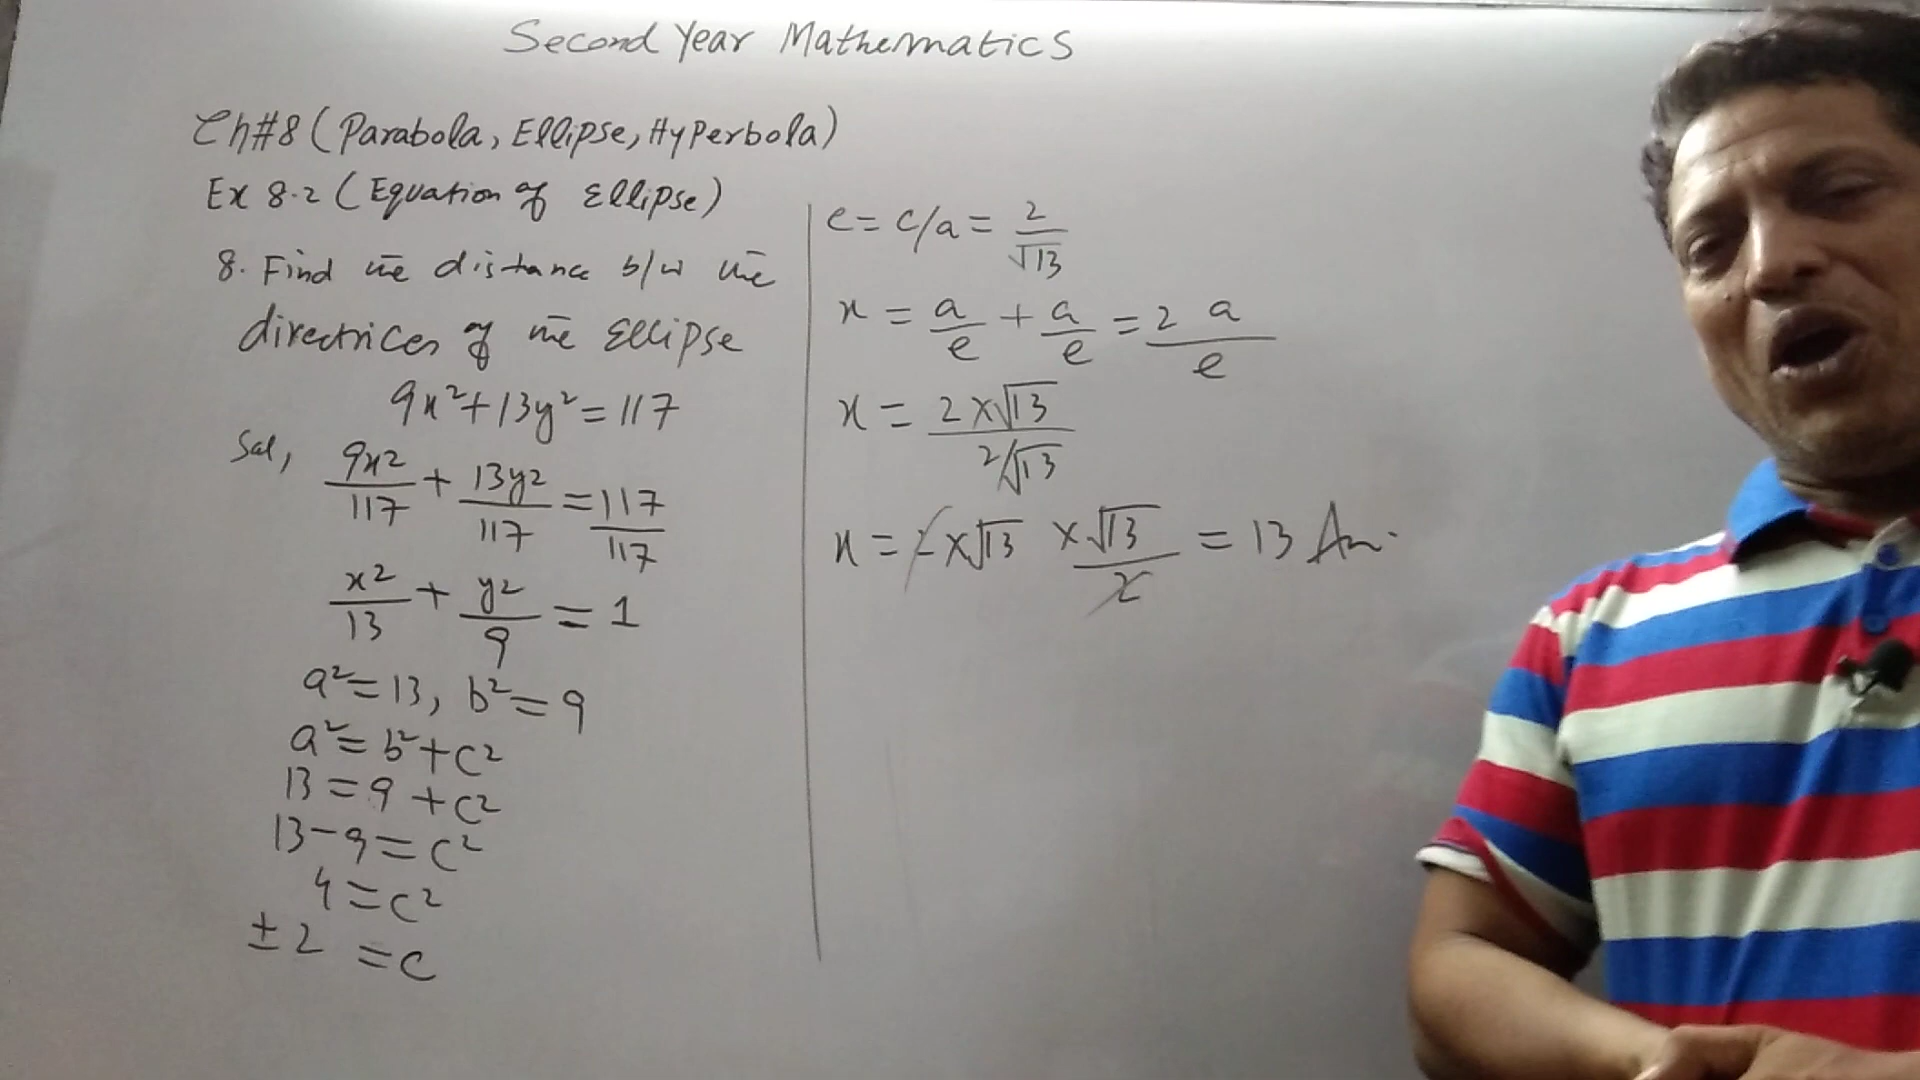 Second Year Mathematics
Ch#8 (Parabola, Ellipse, Hyperbola)
Ex 8.2 (Equation of Ellipse)
8. Find the distance b/w the
directrices of the Ellipse
9x²+13y²=117
Sol, 9x²/117 + 13y²/117 = 117/117
x²/13 + y²/9 = 1
a²=13, b²=9
a²=b²+c²
13=9+c²
13-9=c²
4=c²
±2=c
e=c/a=2/√13
x=a/e+a/e=2a/e
x=2×√13/2/√13
x=2×√13×√13/2=13 Ans.